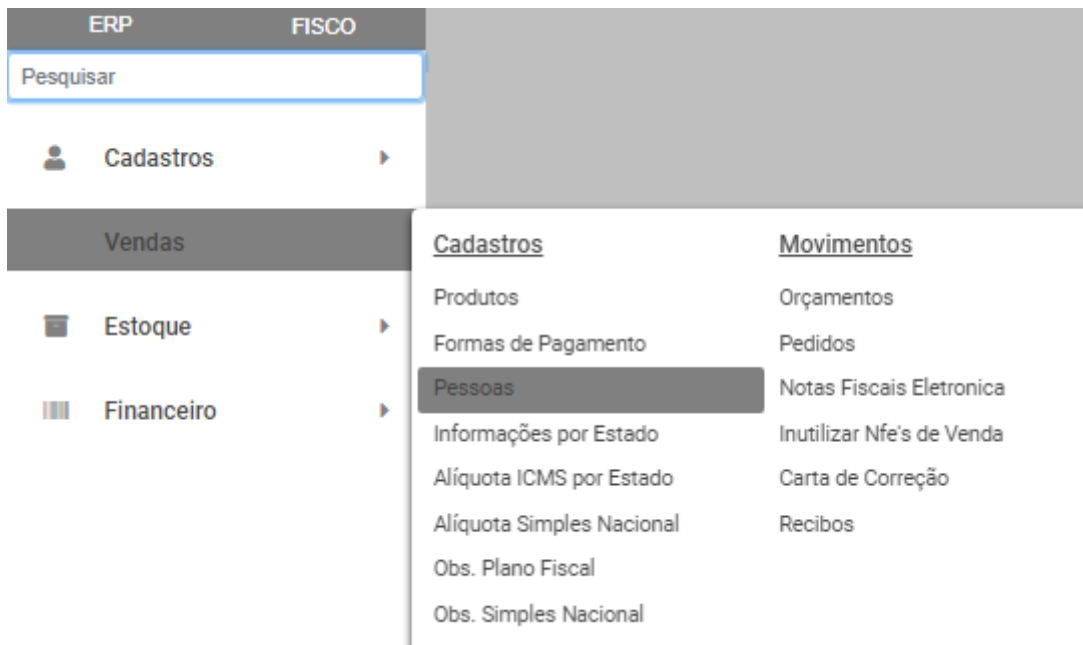 ERP FISCO
Pesquisar
Cadastros
Vendas
Estoque
Financeiro
Cadastros
Produtos
Formas de Pagamento
Pessoas
Informações por Estado
Alíquota ICMS por Estado
Alíquota Simples Nacional
Obs. Plano Fiscal
Obs. Simples Nacional
Movimentos
Orçamentos
Pedidos
Notas Fiscais Eletronica
Inutilizar Nfe's de Venda
Carta de Correção
Recibos